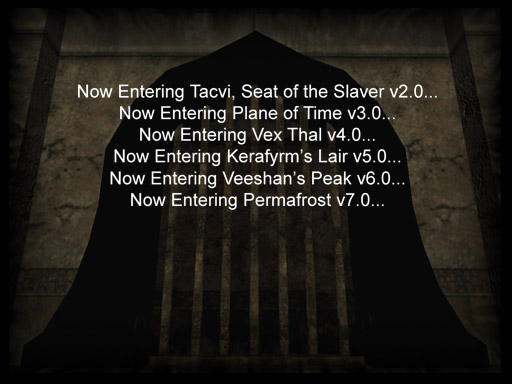 Now Entering Tacvi, Seat of the Slaver v2.0...
Now Entering Plane of Time v3.0...
Now Entering Vex Thal v4.0...
Now Entering Kerafyrm’s Lair v5.0...
Now Entering Veeshan’s Peak v6.0...
Now Entering Permafrost v7.0...